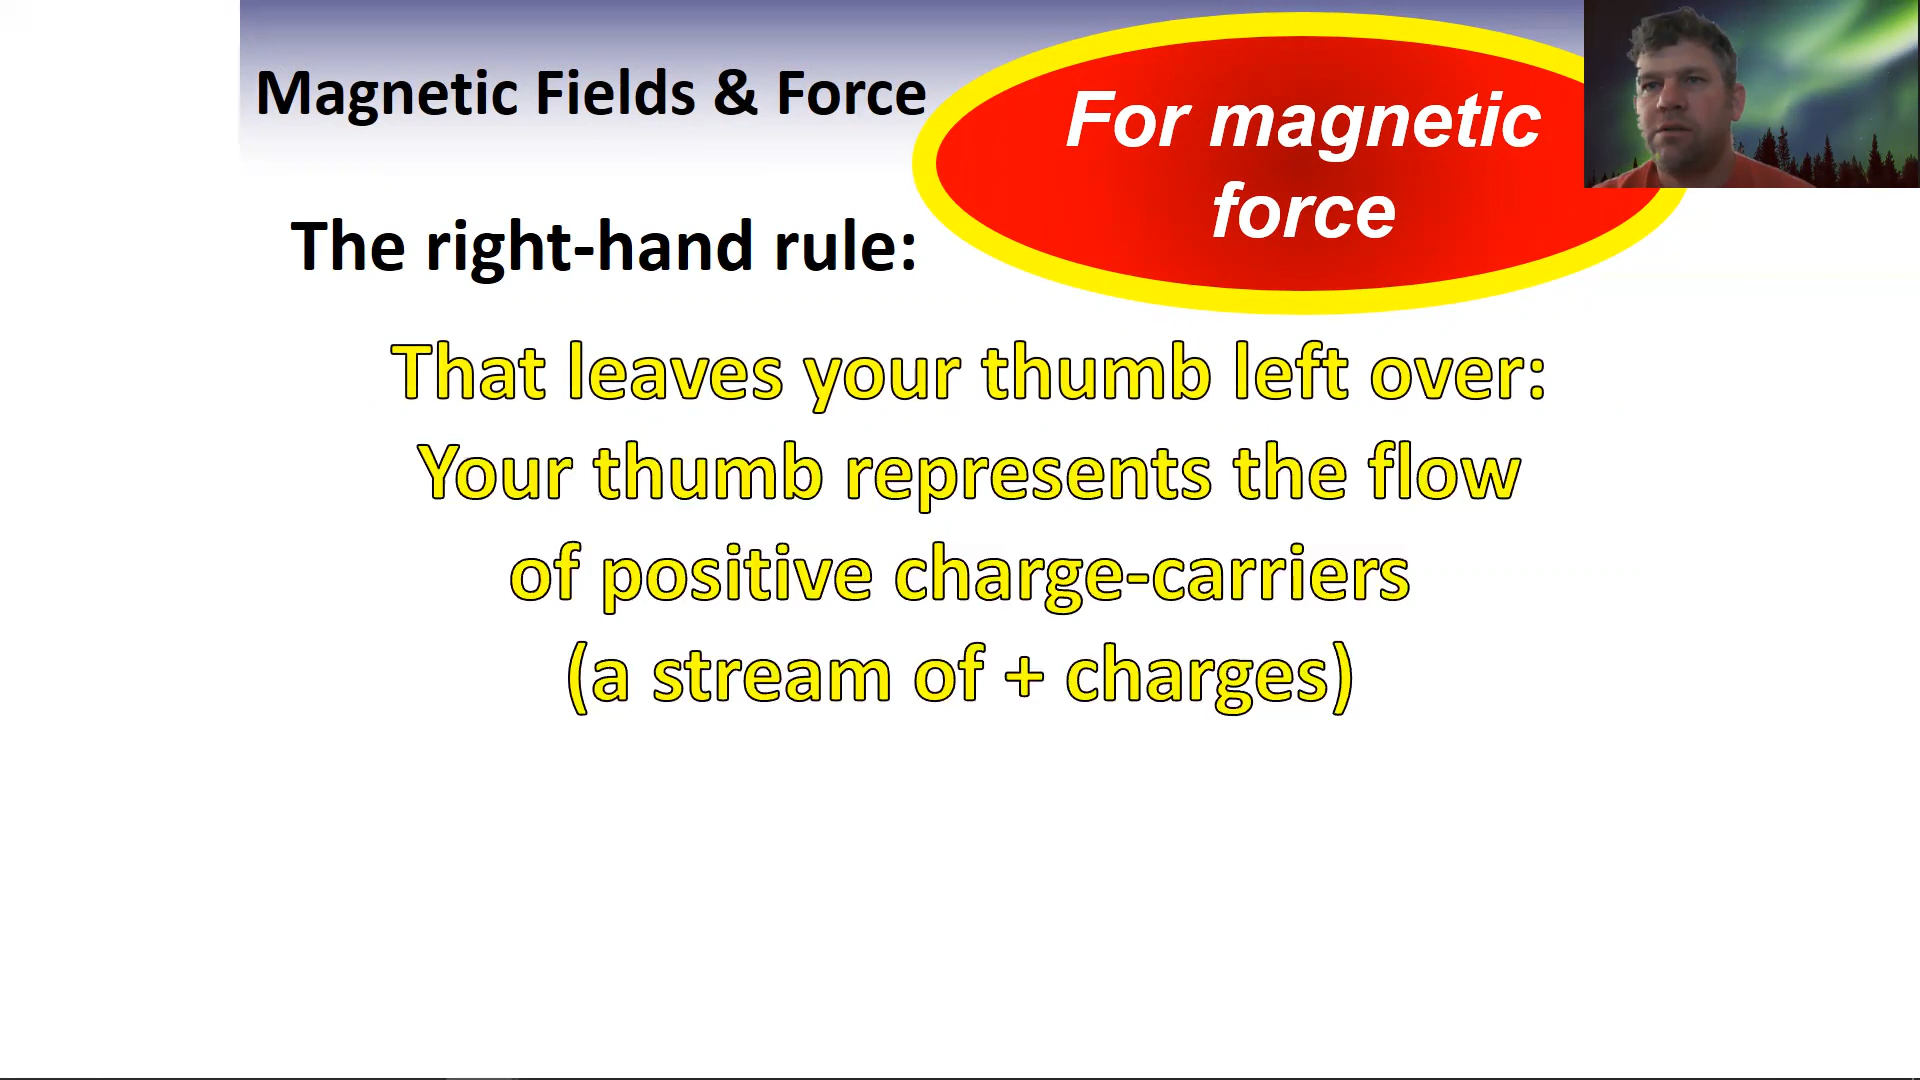 Magnetic Fields & Force
For magnetic
force
The right-hand rule:
That leaves your thumb left over:
Your thumb represents the flow
of positive charge-carriers
(a stream of + charges)